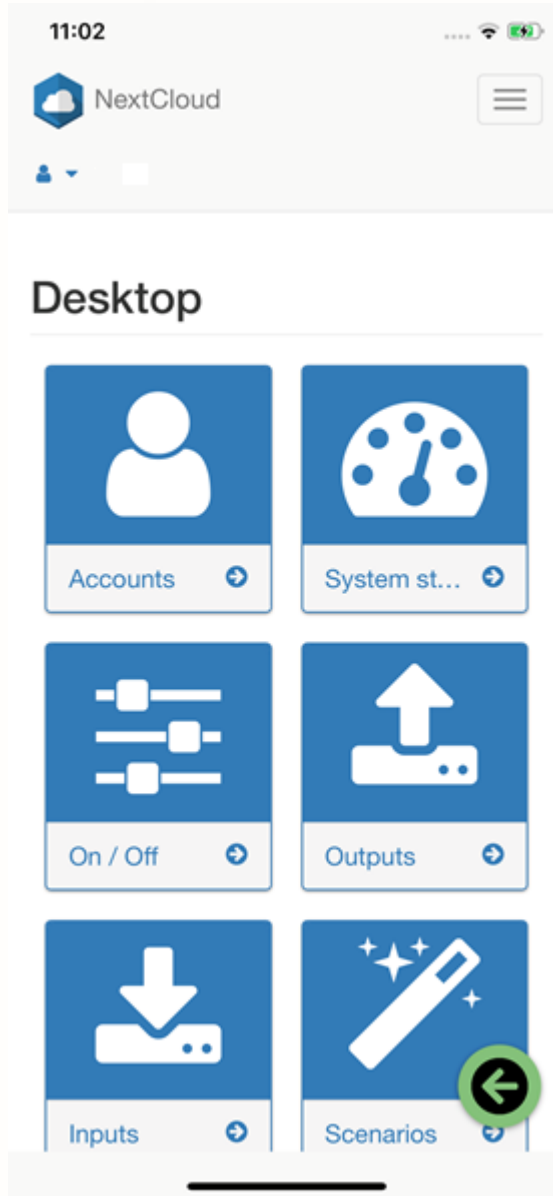 11:02
NextCloud
Desktop
Accounts
System st...
On / Off
Outputs
Inputs
Scenarios